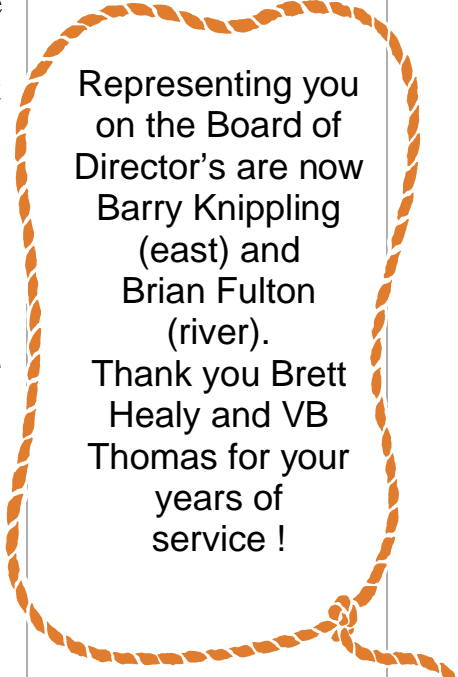 Representing you
on the Board of
Director's are now
Barry Knippling
(east) and
Brian Fulton
(river).
Thank you Brett
Healy and VB
Thomas for your
years of
service !